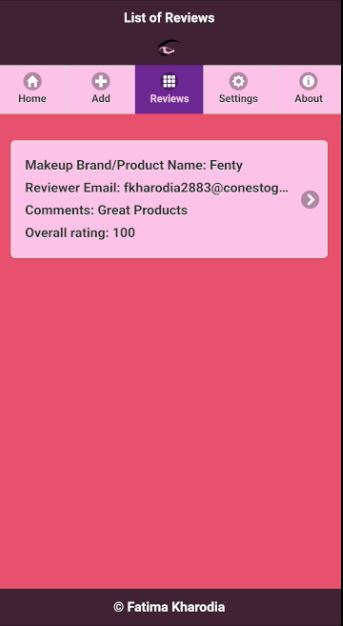 List of Reviews
Home
Add
Reviews
Settings
About
Makeup Brand/Product Name: Fenty
Reviewer Email: fkharodia2883@conestog...
Comments: Great Products
Overall rating: 100
© Fatima Kharodia